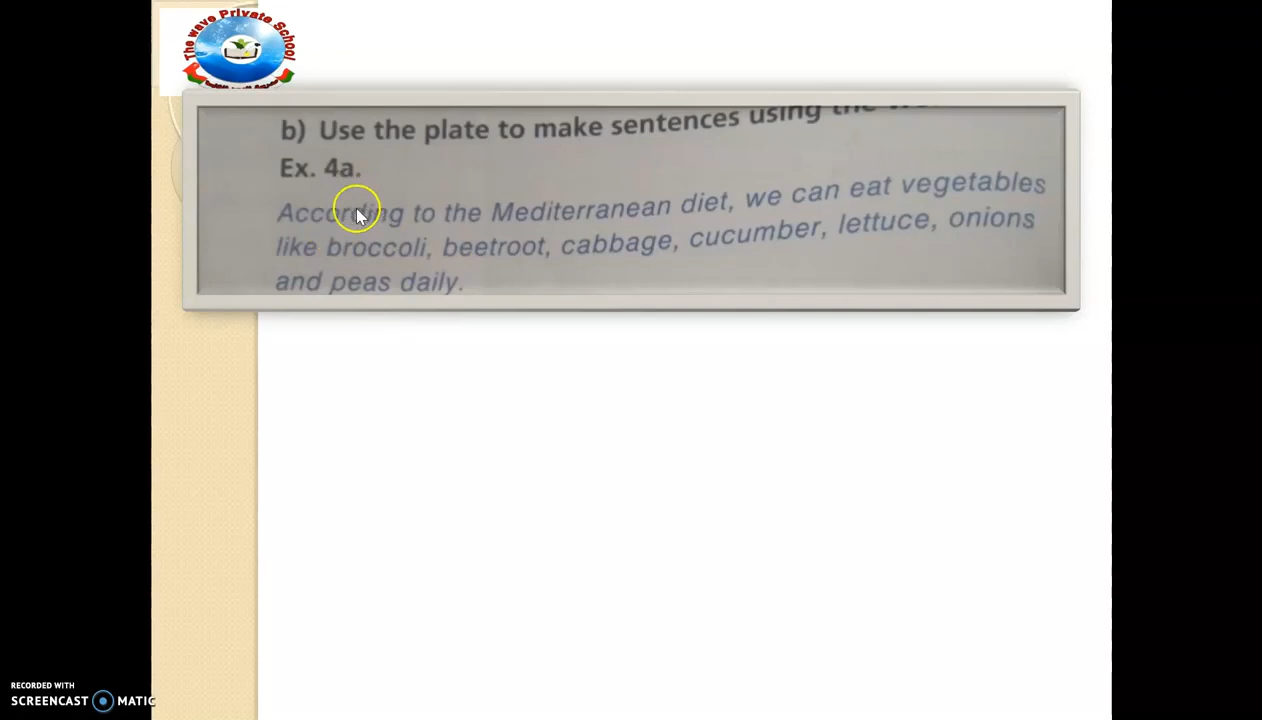 The wave Private School
b) Use the plate to make sentences using the
Ex. 4a.
According to the Mediterranean diet, we can eat vegetables
like broccoli, beetroot, cabbage, cucumber, lettuce, onions
and peas daily.
RECORDED WITH
SCREENCAST MATIC